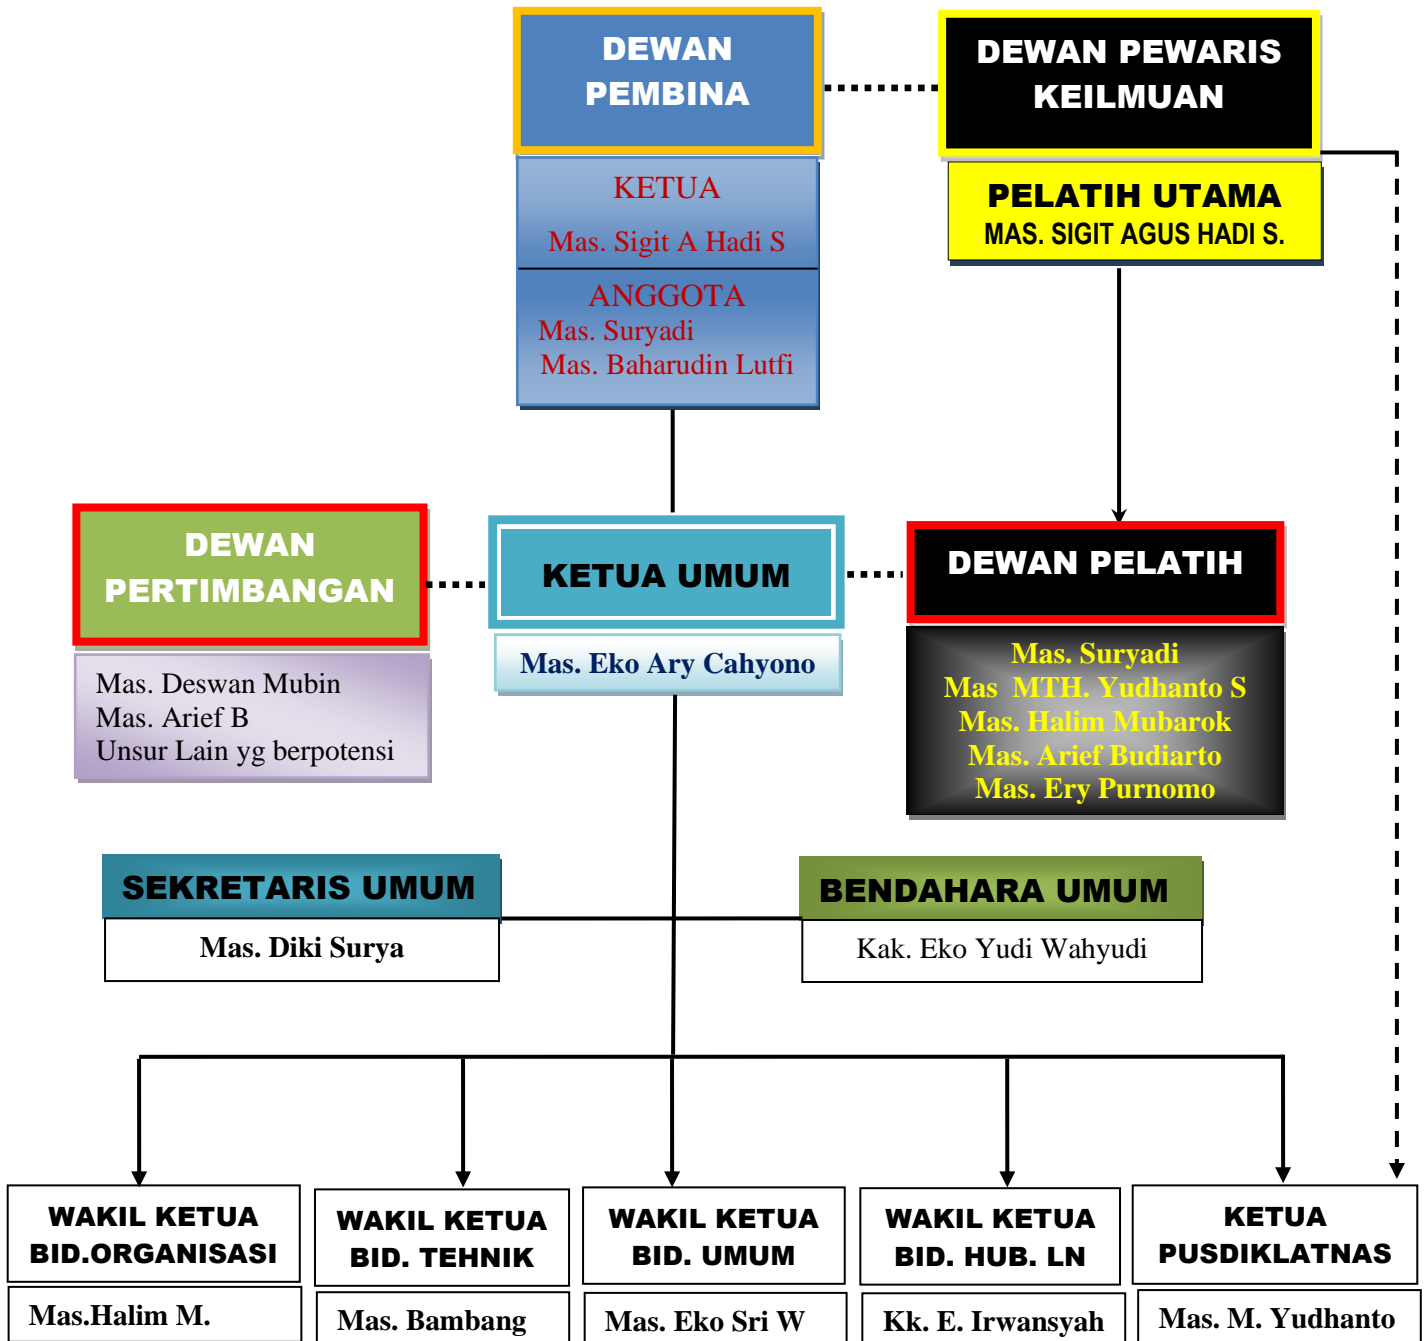 DEWAN
PEMBINA
KETUA
Mas. Sigit A Hadi S
ANGGOTA
Mas. Suryadi
Mas. Baharudin Lutfi
DEWAN PEWARIS
KEILMUAN
PELATIH UTAMA
MAS. SIGIT AGUS HADI S.
DEWAN
PERTIMBANGAN
Mas. Deswan Mubin
Mas. Arief B
Unsur Lain yg berpotensi
KETUA UMUM
Mas. Eko Ary Cahyono
DEWAN PELATIH
Mas. Suryadi
Mas  MTH. Yudhanto S
Mas. Halim Mubarok
Mas. Arief Budiarto
Mas. Ery Purnomo
SEKRETARIS UMUM
Mas. Diki Surya
BENDAHARA UMUM
Kak. Eko Yudi Wahyudi
WAKIL KETUA
BID.ORGANISASI
Mas.Halim M.
WAKIL KETUA
BID. TEHNIK
Mas. Bambang
WAKIL KETUA
BID. UMUM
Mas. Eko Sri W
WAKIL KETUA
BID. HUB. LN
Kk. E. Irwansyah
KETUA
PUSDIKLATNAS
Mas. M. Yudhanto